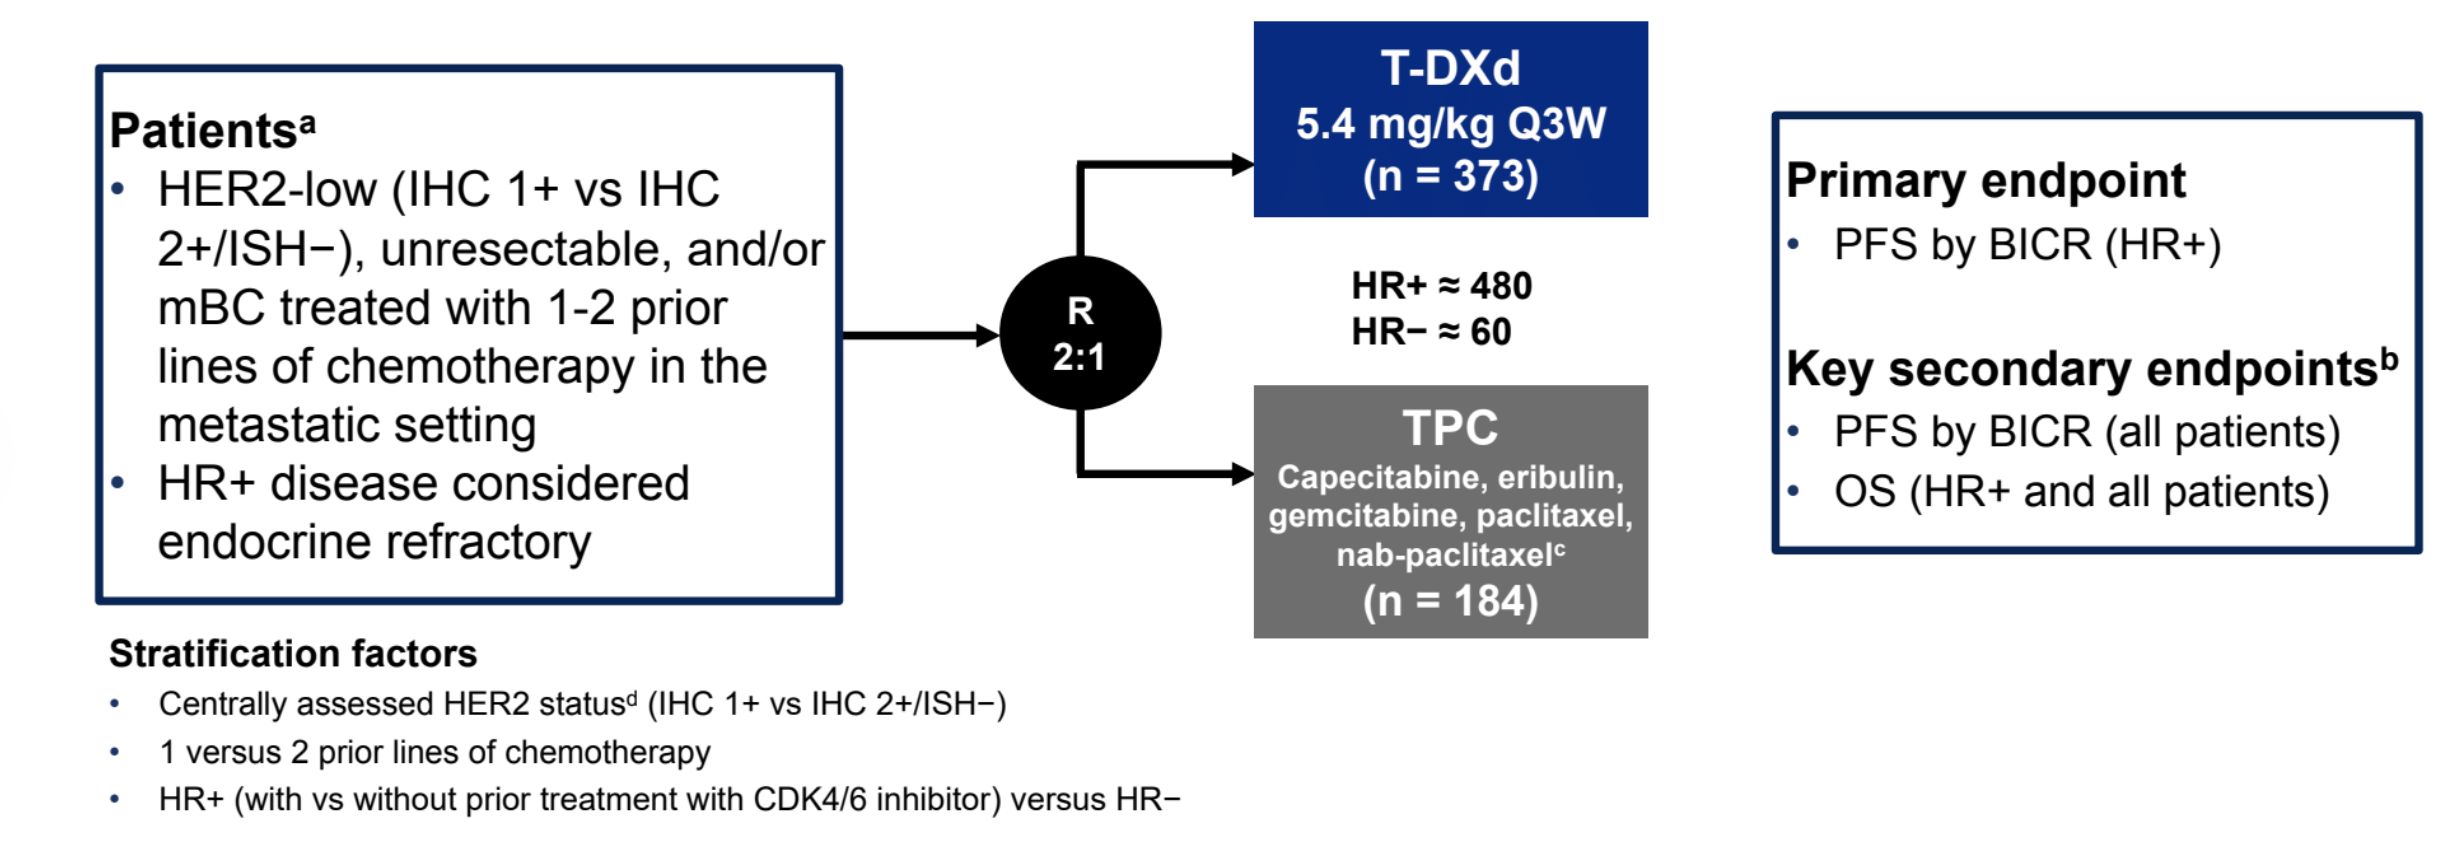 Patientsᵃ
• HER2-low (IHC 1+ vs IHC
2+/ISH−), unresectable, and/or
mBC treated with 1-2 prior
lines of chemotherapy in the
metastatic setting
• HR+ disease considered
endocrine refractory
Stratification factors
• Centrally assessed HER2 statusᵈ (IHC 1+ vs IHC 2+/ISH−)
• 1 versus 2 prior lines of chemotherapy
• HR+ (with vs without prior treatment with CDK4/6 inhibitor) versus HR−
R
2:1
T-DXd
5.4 mg/kg Q3W
(n = 373)
HR+ ≈ 480
HR− ≈ 60
TPC
Capecitabine, eribulin,
gemcitabine, paclitaxel,
nab-paclitaxelᶜ
(n = 184)
Primary endpoint
• PFS by BICR (HR+)
Key secondary endpointsᵇ
• PFS by BICR (all patients)
• OS (HR+ and all patients)